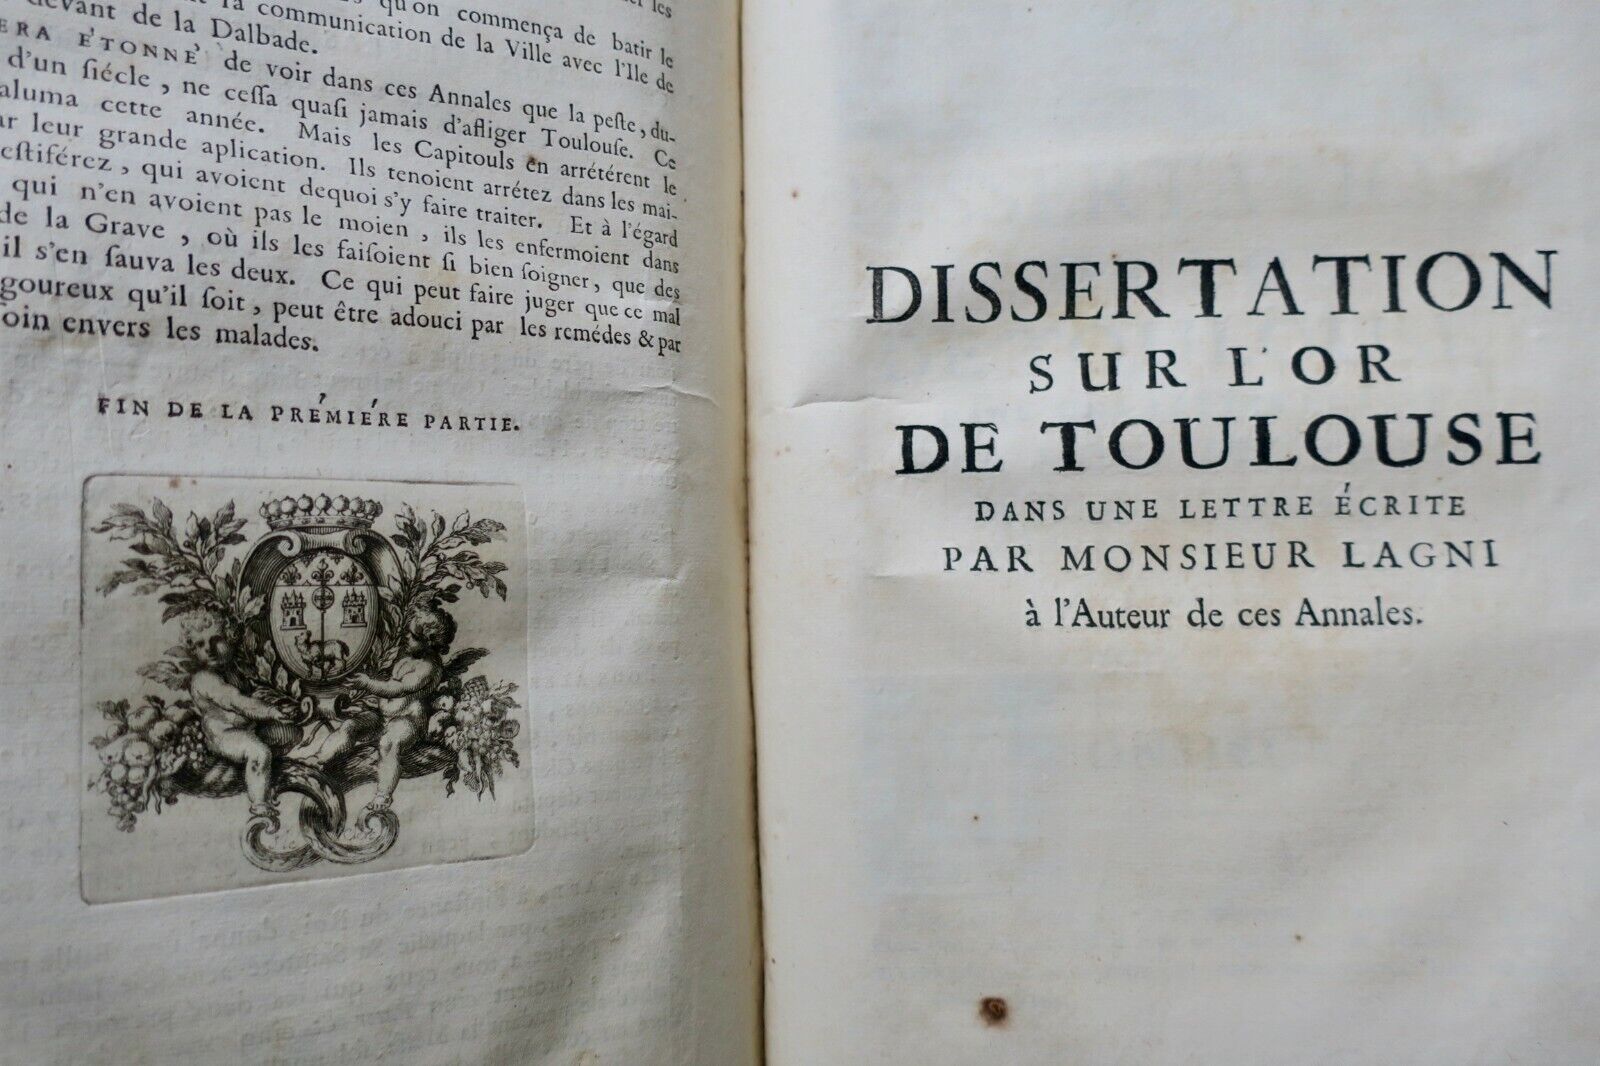 qu'on commença de batir le
la communication de la Ville avec l'Ile de
devant de la Dalbade.
ERA ÉTONNÉ de voir dans ces Annales que la peste, du-
d'un siécle, ne cessa quasi jamais d'afliger Toulouse. Ce
aluma cette année. Mais les Capitouls en arrétérent le
leur grande aplication. Ils tenoient arrétez dans les mai-
estiférez, qui avoient dequoi s'y faire traiter. Et à l'égard
qui n'en avoient pas le moien, ils les enfermoient dans
de la Grave, où ils les faisoient si bien soigner, que des
il s'en sauva les deux. Ce qui peut faire juger que ce mal
goureux qu'il soit, peut être adouci par les remédes & par
oin envers les malades.
FIN DE LA PRÉMIÉRE PARTIE.
DISSERTATION
SUR L'OR
DE TOULOUSE
DANS UNE LETTRE ÉCRITE
PAR MONSIEUR LAGNI
à l'Auteur de ces Annales.